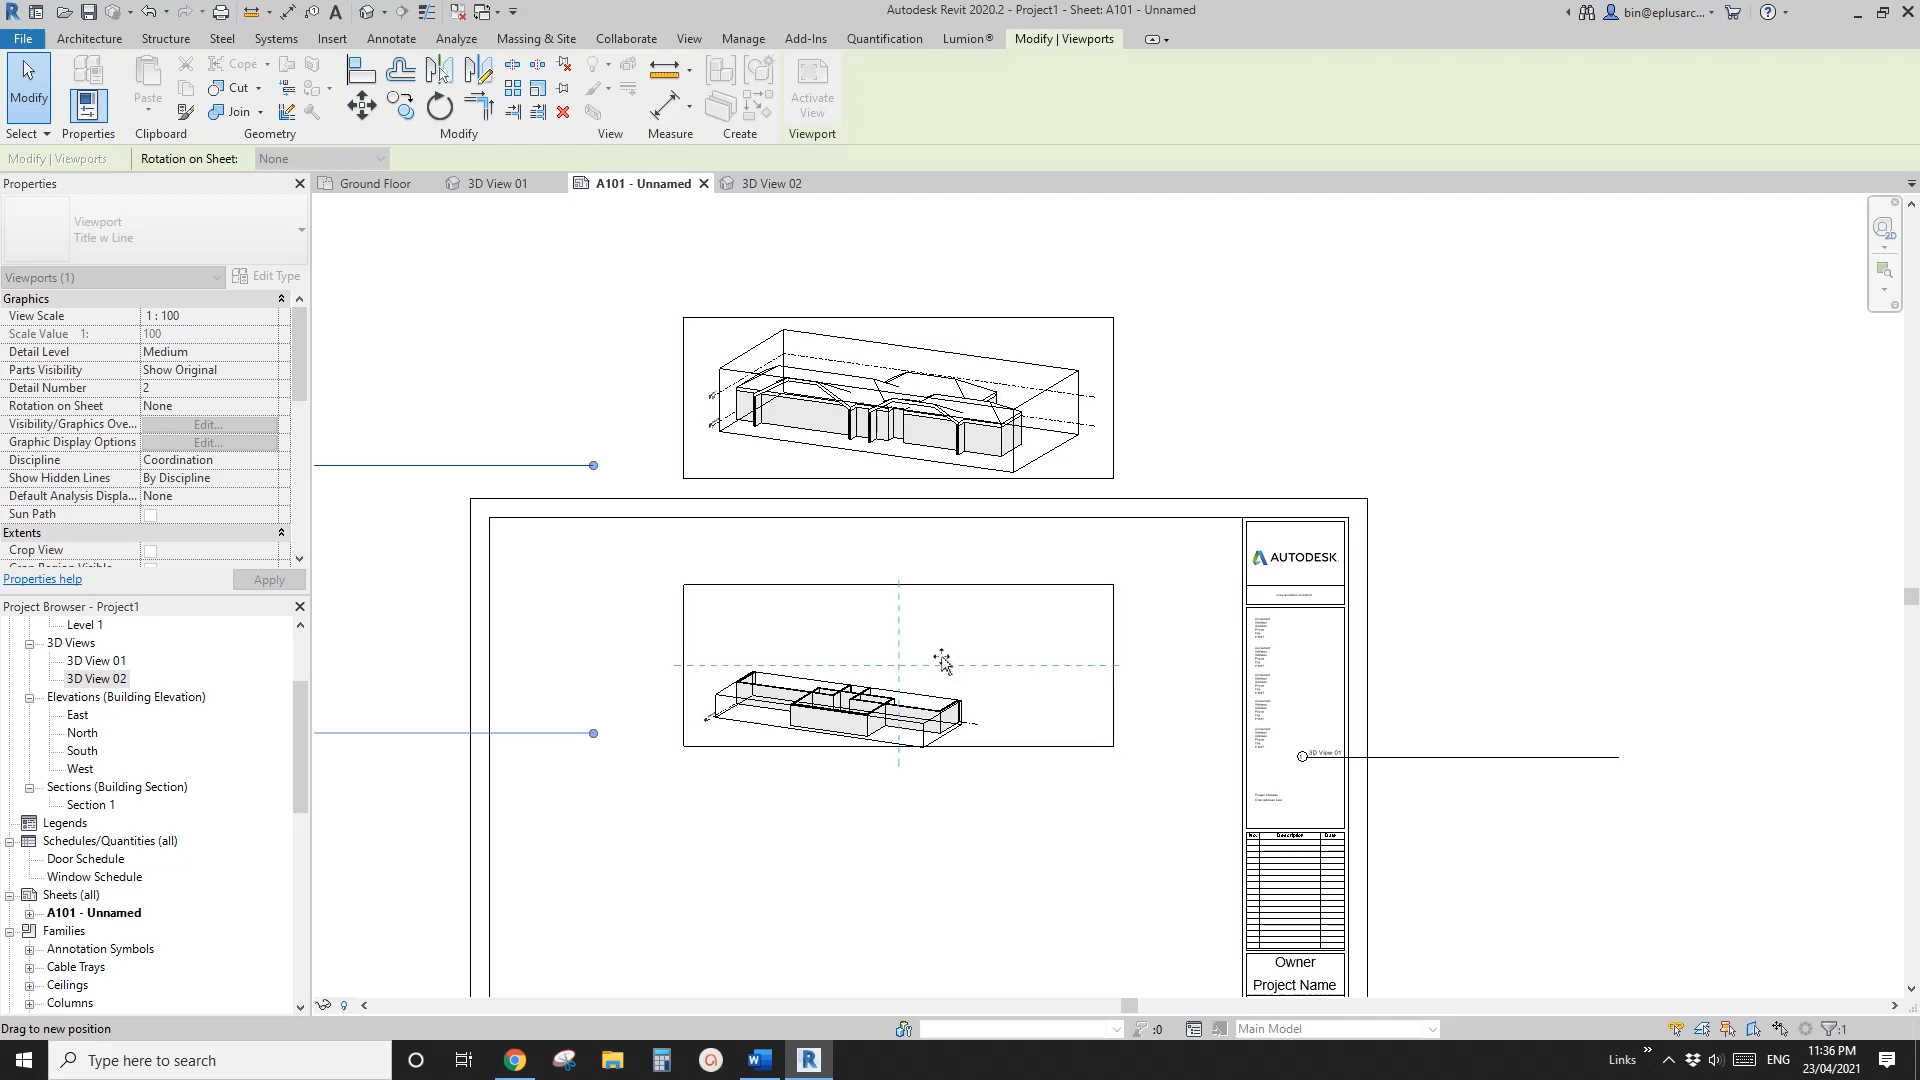 Autodesk Revit 2020.2 - Project1 - Sheet: A101 - Unnamed
bin@eplusarc...
File
Architecture
Structure
Steel
Systems
Insert
Annotate
Analyze
Massing & Site
Collaborate
View
Manage
Add-Ins
Quantification
Lumion®
Modify | Viewports
Modify
Select
Properties
Paste
Clipboard
Cope
Cut
Join
Geometry
Modify
View
Measure
Create
Activate
View
Viewport
Modify | Viewports
Rotation on Sheet:
None
Properties
Viewport
Title w Line
Viewports (1)
Edit Type
Graphics
View Scale
1 : 100
Scale Value 1:
100
Detail Level
Medium
Parts Visibility
Show Original
Detail Number
2
Rotation on Sheet
None
Visibility/Graphics Ove...
Edit...
Graphic Display Options
Edit...
Discipline
Coordination
Show Hidden Lines
By Discipline
Default Analysis Displa...
None
Sun Path
Extents
Crop View
Properties help
Apply
Project Browser - Project1
Level 1
3D Views
3D View 01
3D View 02
Elevations (Building Elevation)
East
North
South
West
Sections (Building Section)
Section 1
Legends
Schedules/Quantities (all)
Door Schedule
Window Schedule
Sheets (all)
A101 - Unnamed
Families
Annotation Symbols
Cable Trays
Ceilings
Columns
Ground Floor
3D View 01
A101 - Unnamed
3D View 02
2D
AUTODESK.
3D View 01
No.
Description
Date
Owner
Project Name
Drag to new position
:0
Main Model
:1
Type here to search
Links
ENG
11:36 PM
23/04/2021